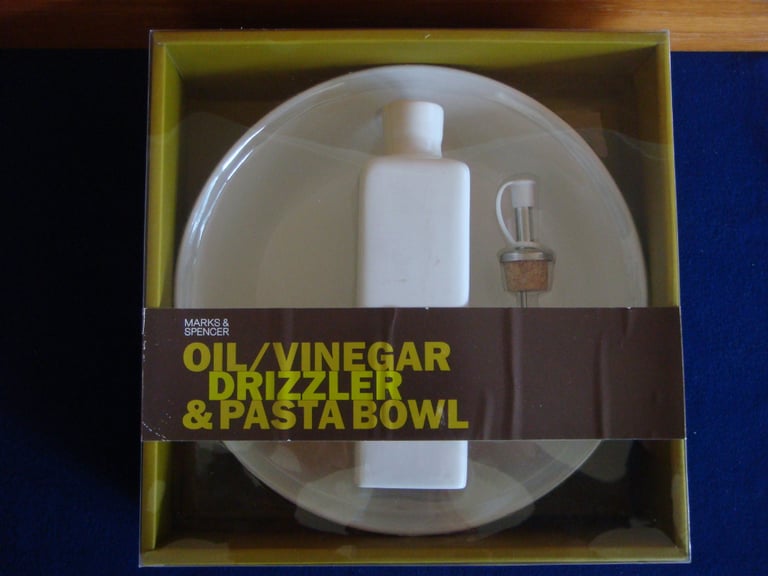 MARKS &
SPENCER
OIL/VINEGAR
DRIZZLER
& PASTA BOWL